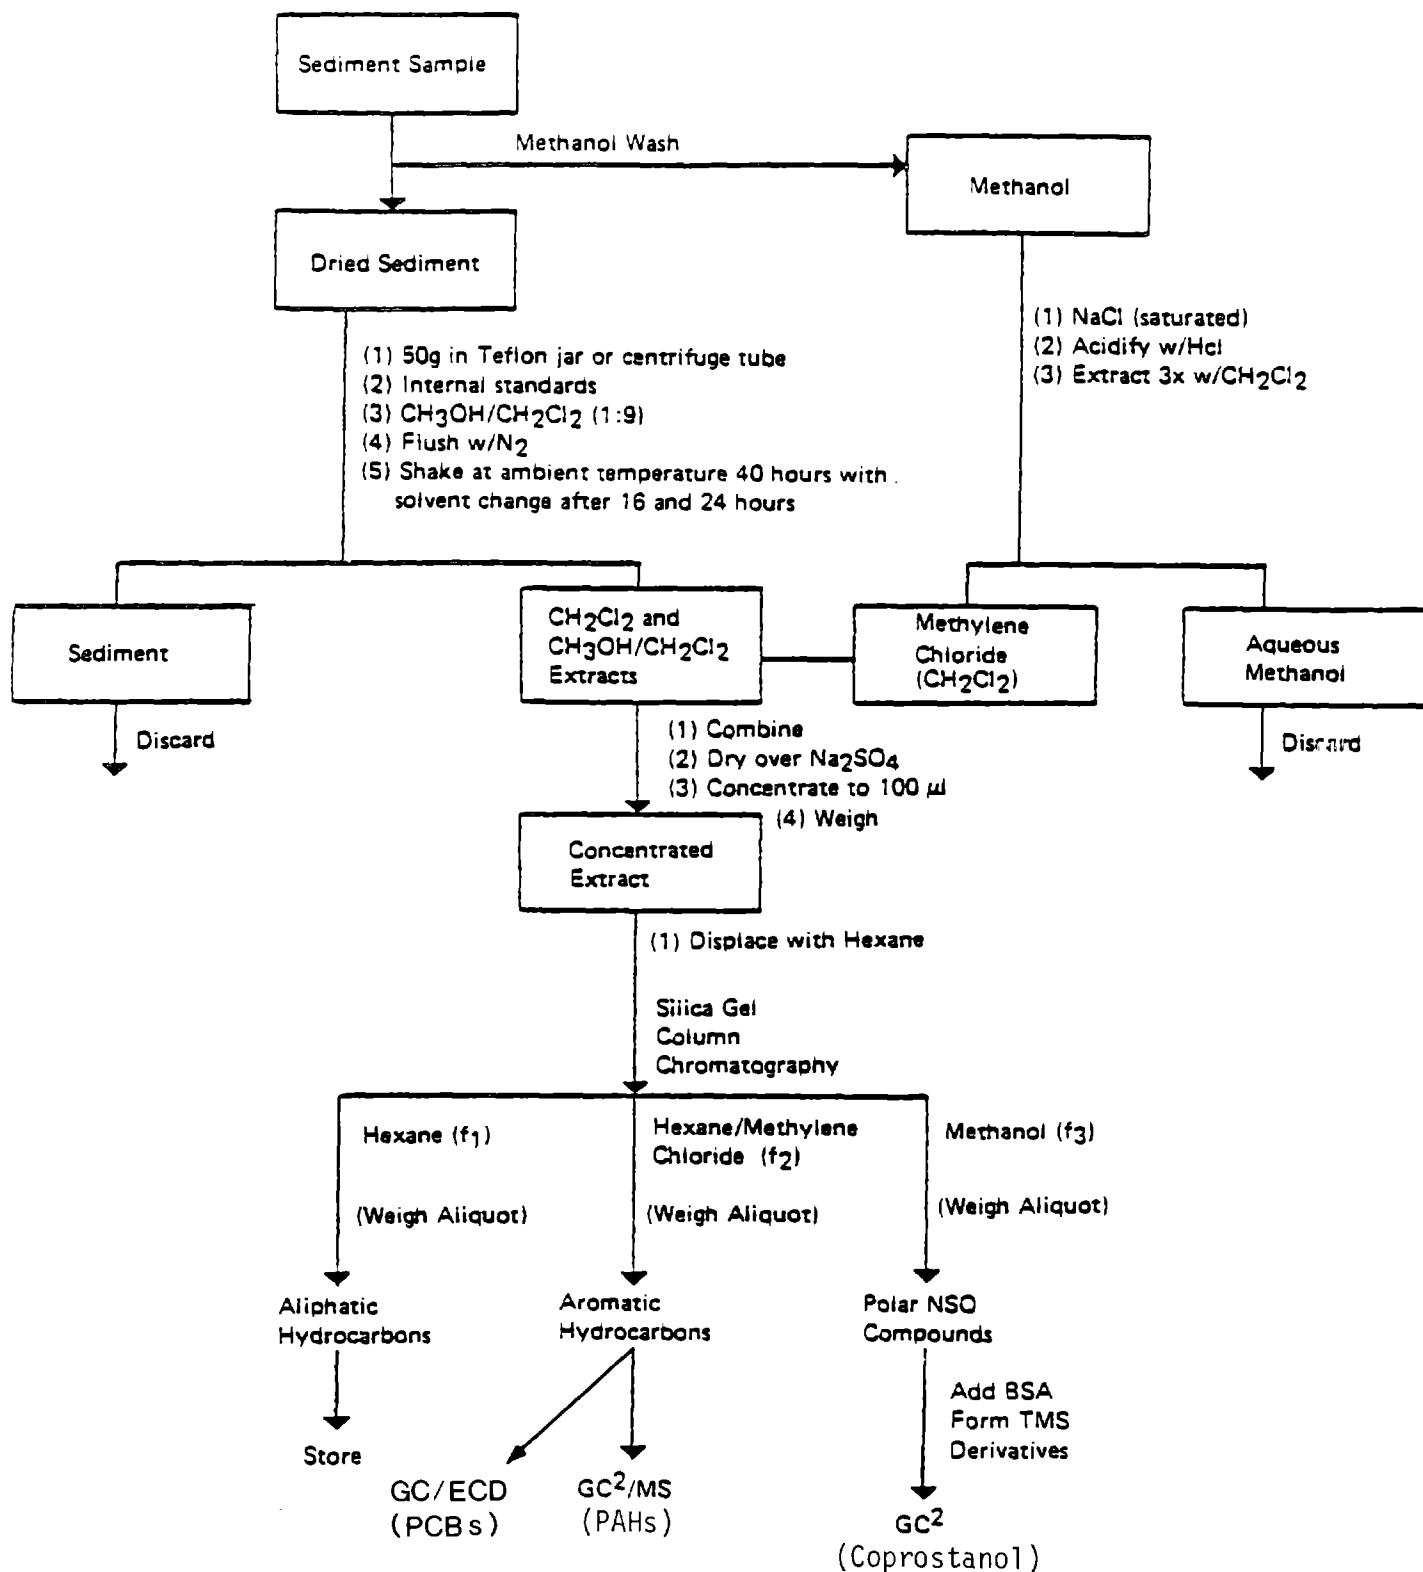 Sediment Sample
Methanol Wash
Methanol
Dried Sediment
(1) 50g in Teflon jar or centrifuge tube
(2) Internal standards
(3) CH3OH/CH2Cl2 (1:9)
(4) Flush w/N2
(5) Shake at ambient temperature 40 hours with
solvent change after 16 and 24 hours
(1) NaCl (saturated)
(2) Acidify w/Hcl
(3) Extract 3x w/CH2Cl2
Sediment
CH2Cl2 and
CH3OH/CH2Cl2
Extracts
Methylene
Chloride
(CH2Cl2)
Aqueous
Methanol
Discard
(1) Combine
(2) Dry over Na2SO4
(3) Concentrate to 100 µl
(4) Weigh
Discard
Concentrated
Extract
(1) Displace with Hexane
Silica Gel
Column
Chromatography
Hexane (f1)
Hexane/Methylene
Chloride (f2)
Methanol (f3)
(Weigh Aliquot)
(Weigh Aliquot)
(Weigh Aliquot)
Aliphatic
Hydrocarbons
Aromatic
Hydrocarbons
Polar NSO
Compounds
Add BSA
Form TMS
Derivatives
Store
GC/ECD
(PCBs)
GC²/MS
(PAHs)
GC²
(Coprostanol)